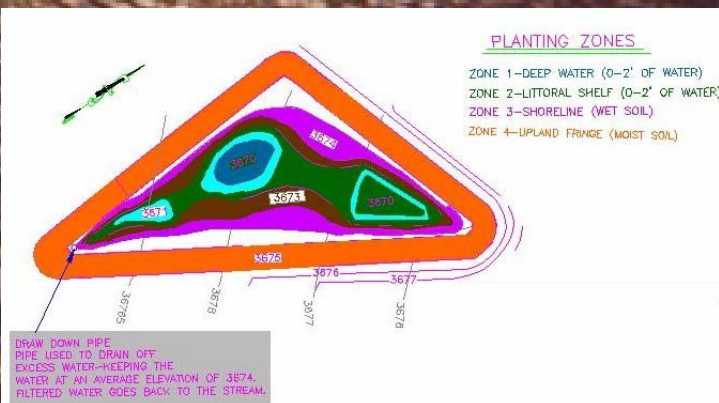 PLANTING ZONES
ZONE 1-DEEP WATER (0-2' OF WATER)
ZONE 2-LITTORAL SHELF (0-2' OF WATER)
ZONE 3-SHORELINE (WET SOIL)
ZONE 4-UPLAND FRINGE (MOIST SOIL)
3674
3670
3671
3673
3670
3675
3676
3677
36765
3678
3677
3678
DRAW DOWN PIPE
PIPE USED TO DRAIN OFF
EXCESS WATER-KEEPING THE
WATER AT AN AVERAGE ELEVATION OF 3674.
FILTERED WATER GOES BACK TO THE STREAM.